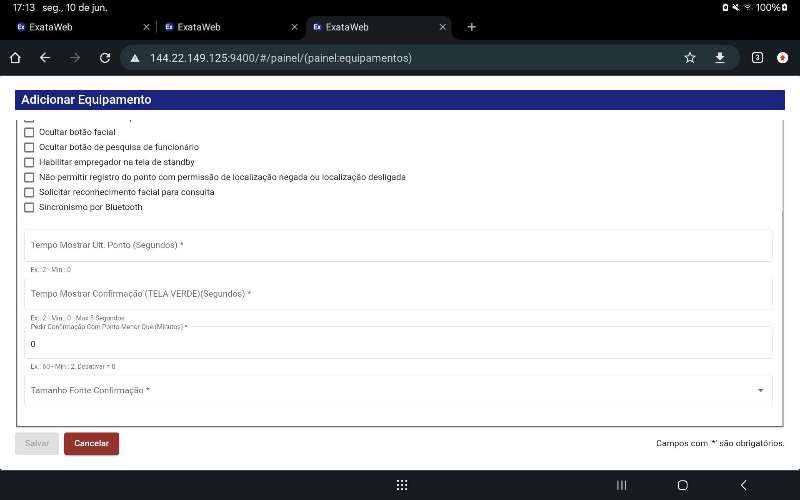 17:13 seg., 10 de jun. 100%
Ex ExataWeb
Ex ExataWeb
Ex ExataWeb
144.22.149.125:9400/#/painel/(painel:equipamentos)
3
Adicionar Equipamento
Ocultar botão facial
Ocultar botão de pesquisa de funcionário
Habilitar empregador na tela de standby
Não permitir registro do ponto com permissão de localização negada ou localização desligada
Solicitar reconhecimento facial para consulta
Sincronismo por Bluetooth
Tempo Mostrar Ult. Ponto (Segundos) *
Ex.: 2 - Min.: 0
Tempo Mostrar Confirmação (TELA VERDE)(Segundos) *
Ex.: 2 - Min.: 0 - Max 5 Segundos
Pedir Confirmação Com Ponto Menor Que (Minutos) *
0
Ex.: 60 - Min.: 2, Desativar = 0
Tamanho Fonte Confirmação *
Salvar
Cancelar
Campos com '*' são obrigatórios.